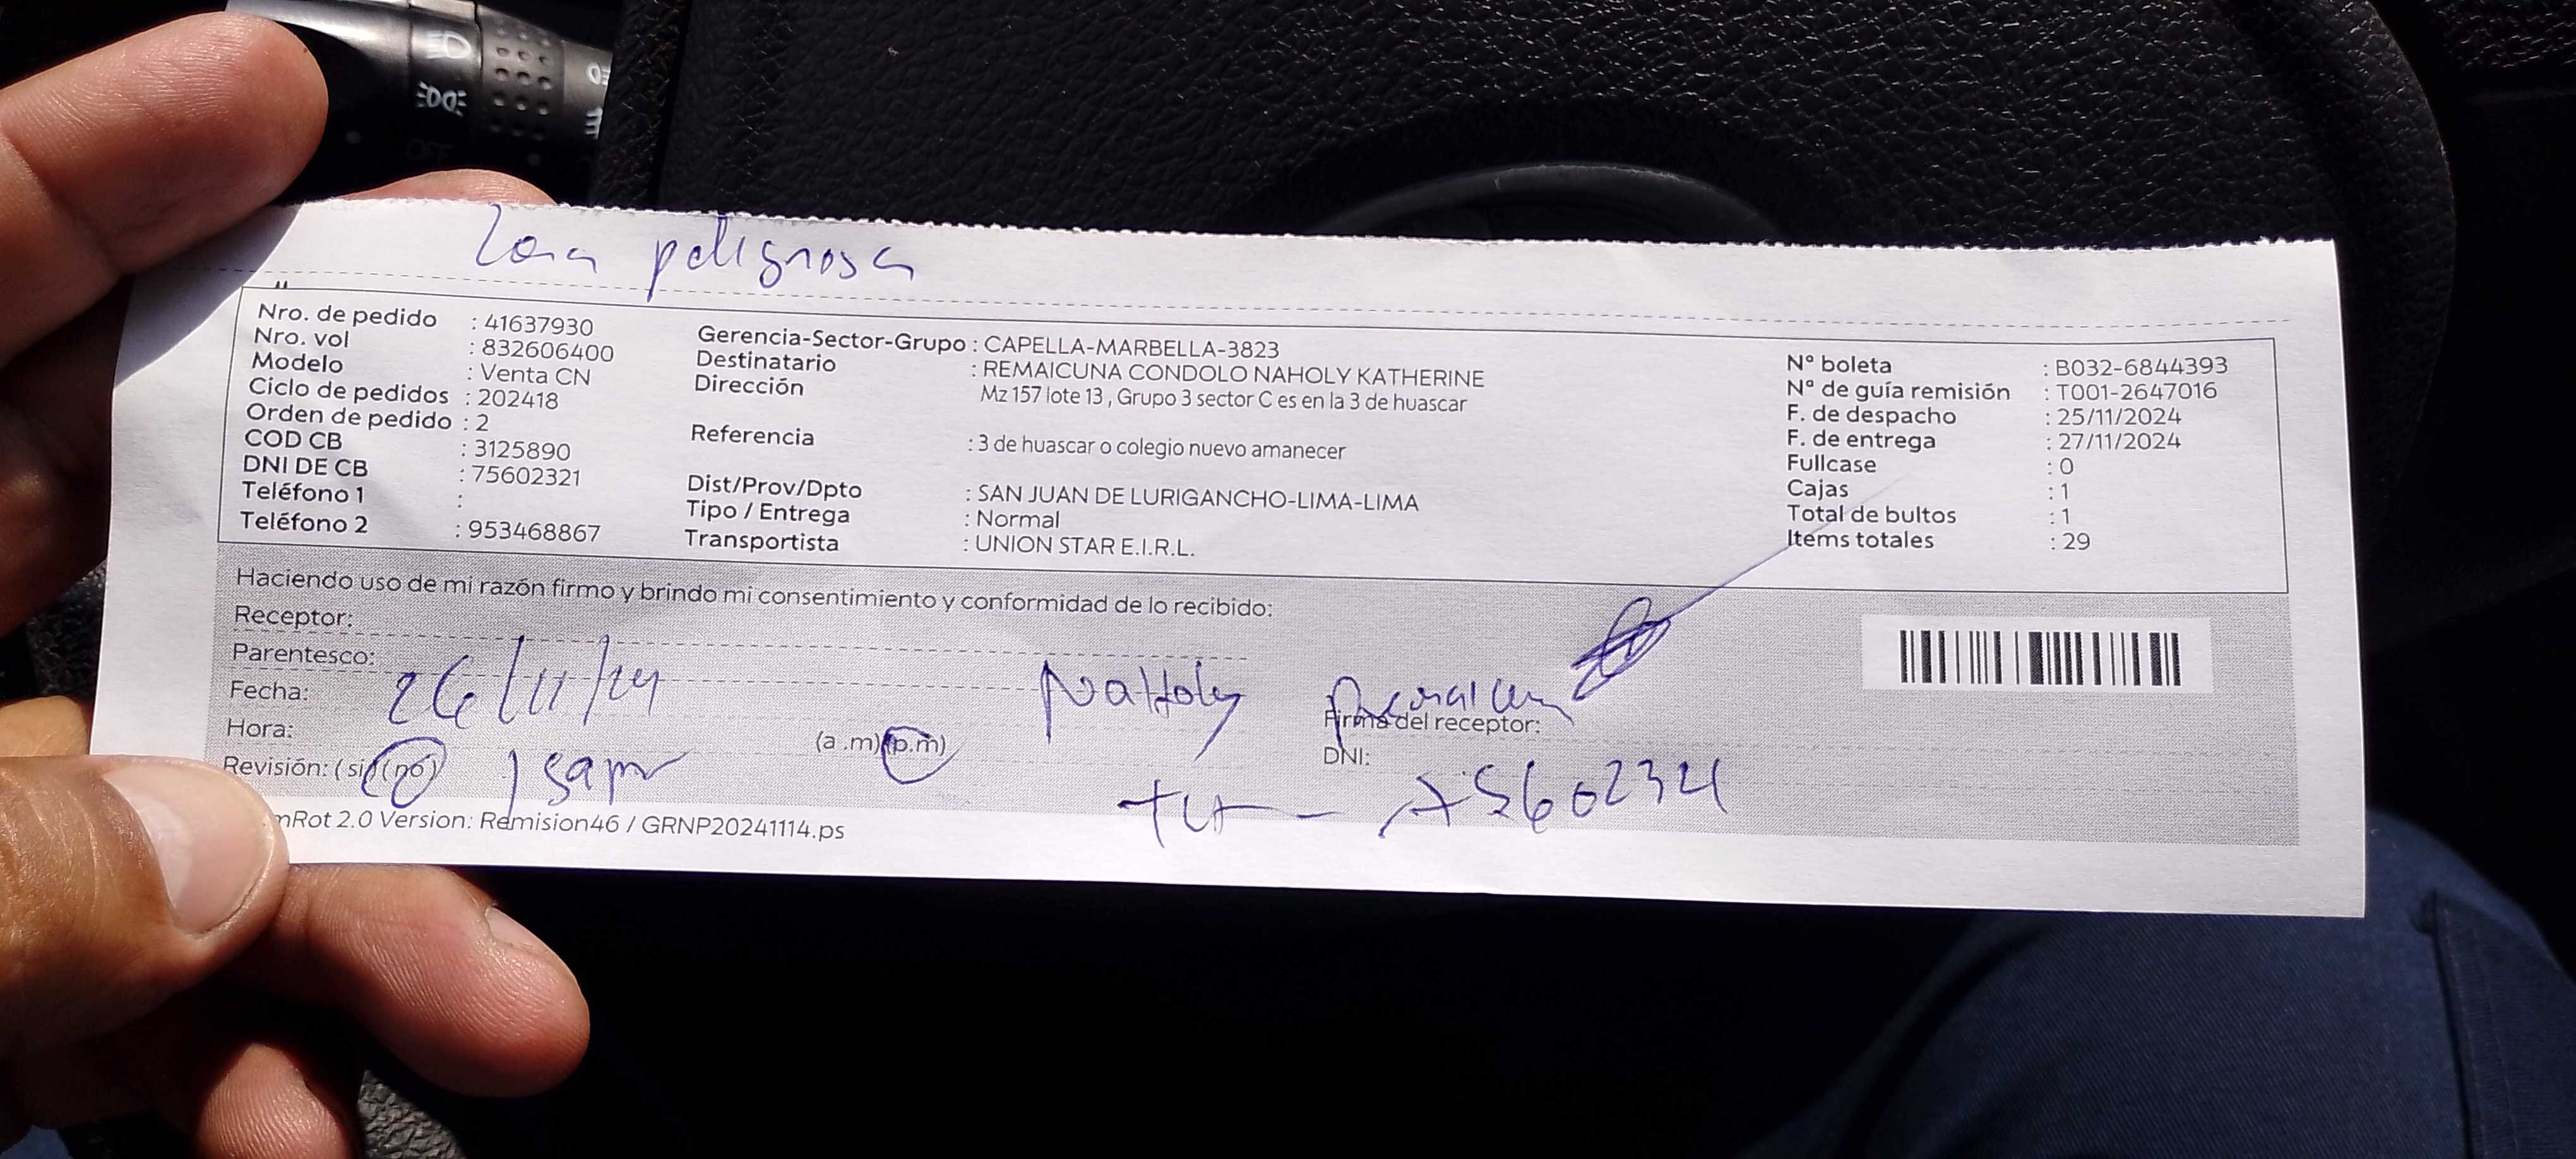 Zona peligrosa
Nro. de pedido : 41637930
Nro. vol : 832606400
Modelo : Venta CN
Ciclo de pedidos : 202418
Orden de pedido : 2
COD CB : 3125890
DNI DE CB : 75602321
Teléfono 1 :
Teléfono 2 : 953468867
Gerencia-Sector-Grupo : CAPELLA-MARBELLA-3823
Destinatario : REMAICUNA CONDOLO NAHOLY KATHERINE
Dirección Mz 157 lote 13 , Grupo 3 sector C es en la 3 de huascar
Referencia : 3 de huascar o colegio nuevo amanecer
Dist/Prov/Dpto : SAN JUAN DE LURIGANCHO-LIMA-LIMA
Tipo / Entrega : Normal
Transportista : UNION STAR E.I.R.L.
N° boleta : B032-6844393
N° de guía remisión : T001-2647016
F. de despacho : 25/11/2024
F. de entrega : 27/11/2024
Fullcase : 0
Cajas : 1
Total de bultos : 1
Items totales : 29
Haciendo uso de mi razón firmo y brindo mi consentimiento y conformidad de lo recibido:
Receptor:
Parentesco:
Fecha: 26/11/24
Hora: (a .m) (p.m)
Revisión: ( si) (no)
Naholy
Firma del receptor:
DNI:
mRot 2.0 Version: Remision46 / GRNP20241114.ps
OFF